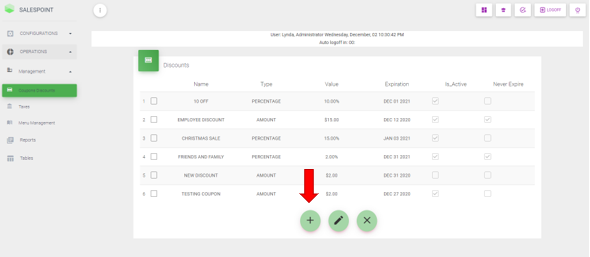 SALESPOINT
LOGOFF
CONFIGURATIONS
OPERATIONS
Management
Taxes
Menu Management
Reports
Tables
User: Lynda, Administrator Wednesday, December, 02 10:30:42 PM
Auto logoff in: 00
Discounts
Name Type Value Expiration Is_Active Never Expire
1 10 OFF PERCENTAGE 10.00% DEC 01 2021
2 EMPLOYEE DISCOUNT AMOUNT $15.00 DEC 12 2020
3 CHRISTMAS SALE PERCENTAGE 15.00% JAN 03 2021
4 FRIENDS AND FAMILY PERCENTAGE 2.00% DEC 31 2021
5 NEW DISCOUNT AMOUNT $2.00 DEC 31 2020
6 TESTING COUPON AMOUNT $2.00 DEC 27 2020